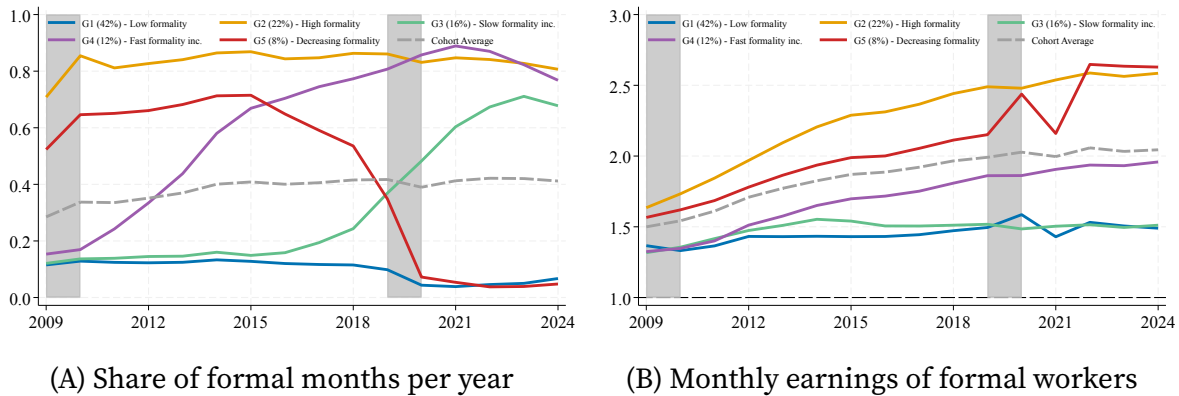 G1 (42%) - Low formality G2 (22%) - High formality G3 (16%) - Slow formality inc.
G4 (12%) - Fast formality inc. G5 (8%) - Decreasing formality Cohort Average
1.0
0.8
0.6
0.4
0.2
0.0
2009 2012 2015 2018 2021 2024
(A) Share of formal months per year
G1 (42%) - Low formality G2 (22%) - High formality G3 (16%) - Slow formality inc.
G4 (12%) - Fast formality inc. G5 (8%) - Decreasing formality Cohort Average
3.0
2.5
2.0
1.5
1.0
2009 2012 2015 2018 2021 2024
(B) Monthly earnings of formal workers